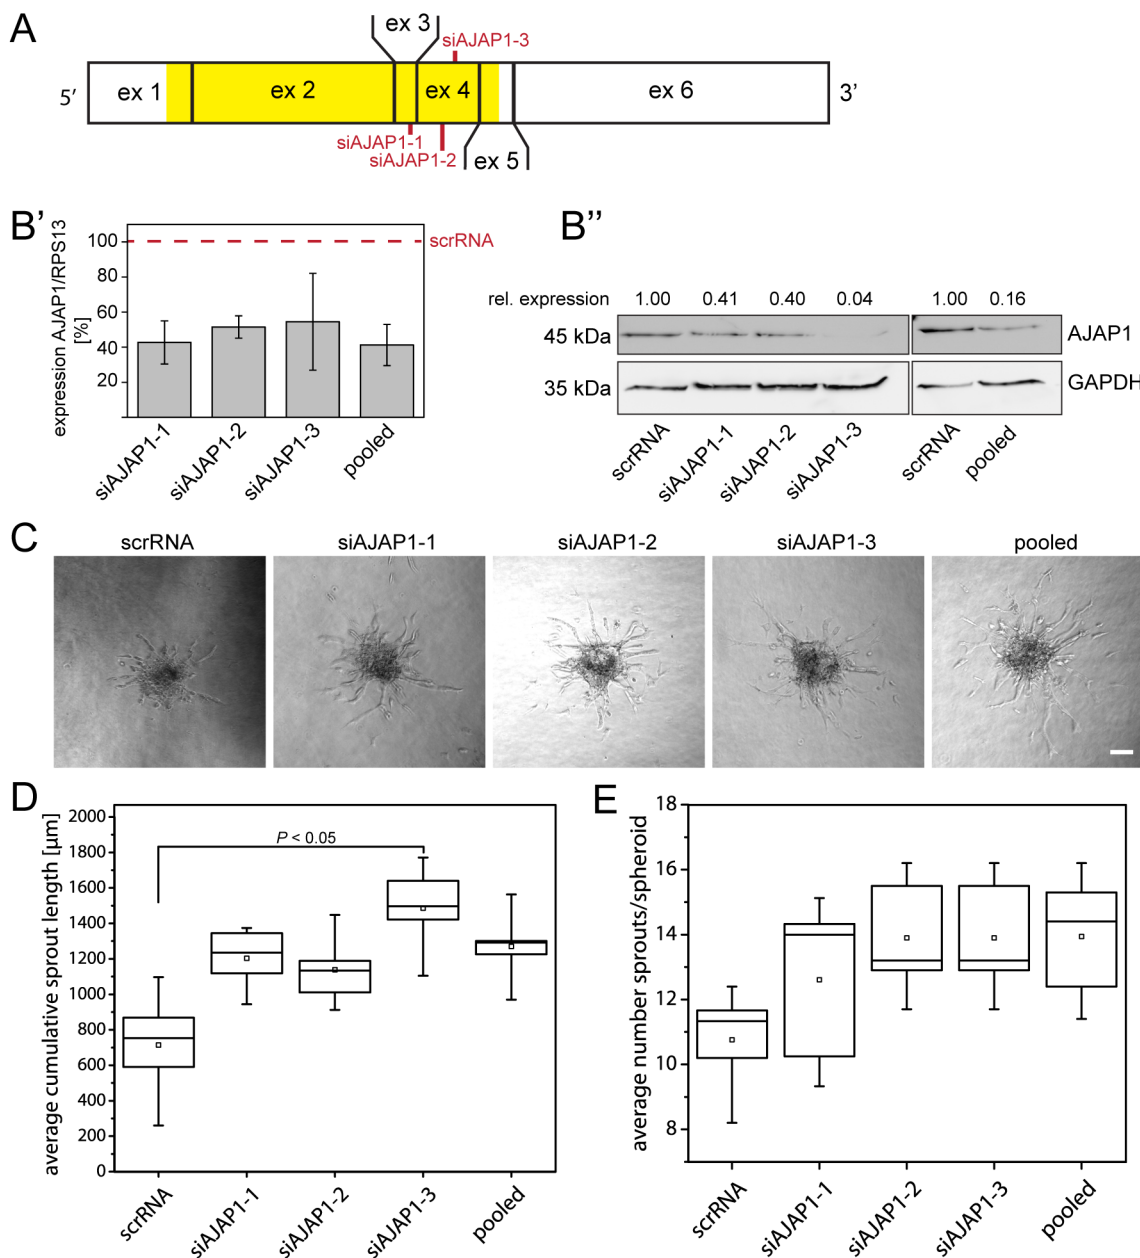 A
ex 3
siAJAP1-3
5′
ex 1
ex 2
ex 4
ex 6
3’
siAJAP1-1
siAJAP1-2
ex 5
B’
expression AJAP1/RPS13
[%]
100
80
60
40
20
scrRNA
siAJAP1-1
siAJAP1-2
siAJAP1-3
pooled
B’’
rel. expression 1.00 0.41 0.40 0.04 1.00 0.16
45 kDa
AJAP1
35 kDa
GAPDH
scrRNA
siAJAP1-1
siAJAP1-2
siAJAP1-3
scrRNA
pooled
C
scrRNA
siAJAP1-1
siAJAP1-2
siAJAP1-3
pooled
D
average cumulative sprout length [µm]
2000
1800
1600
1400
1200
1000
800
600
400
200
0
P < 0.05
scrRNA
siAJAP1-1
siAJAP1-2
siAJAP1-3
pooled
E
average number sprouts/spheroid
18
16
14
12
10
8
scrRNA
siAJAP1-1
siAJAP1-2
siAJAP1-3
pooled